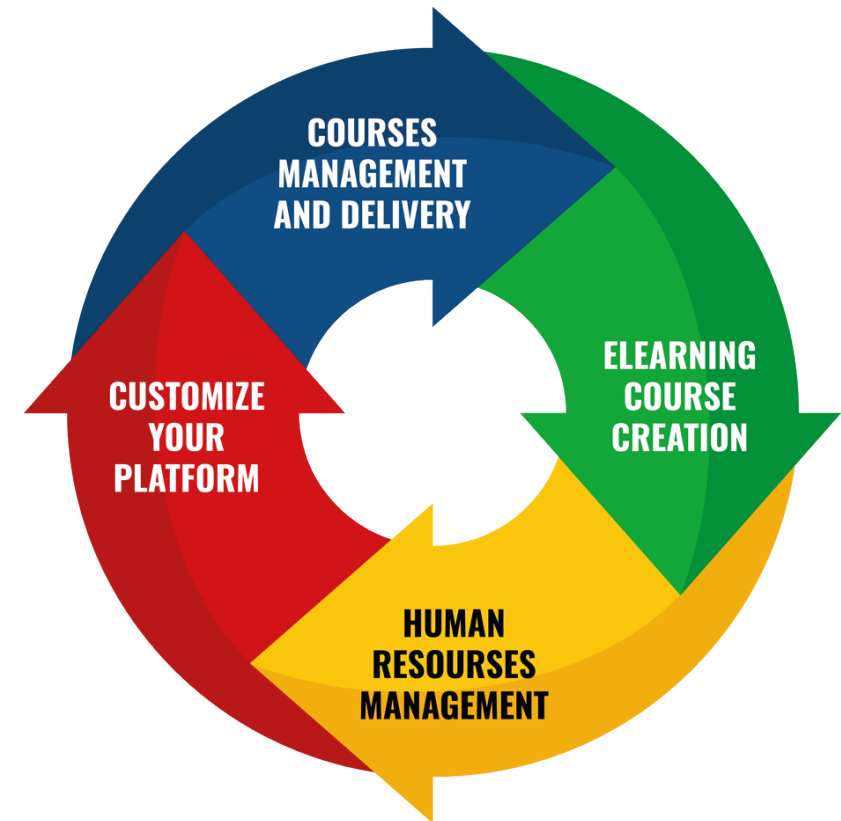 COURSES
MANAGEMENT
AND DELIVERY
ELEARNING
COURSE
CREATION
HUMAN
RESOURSES
MANAGEMENT
CUSTOMIZE
YOUR
PLATFORM